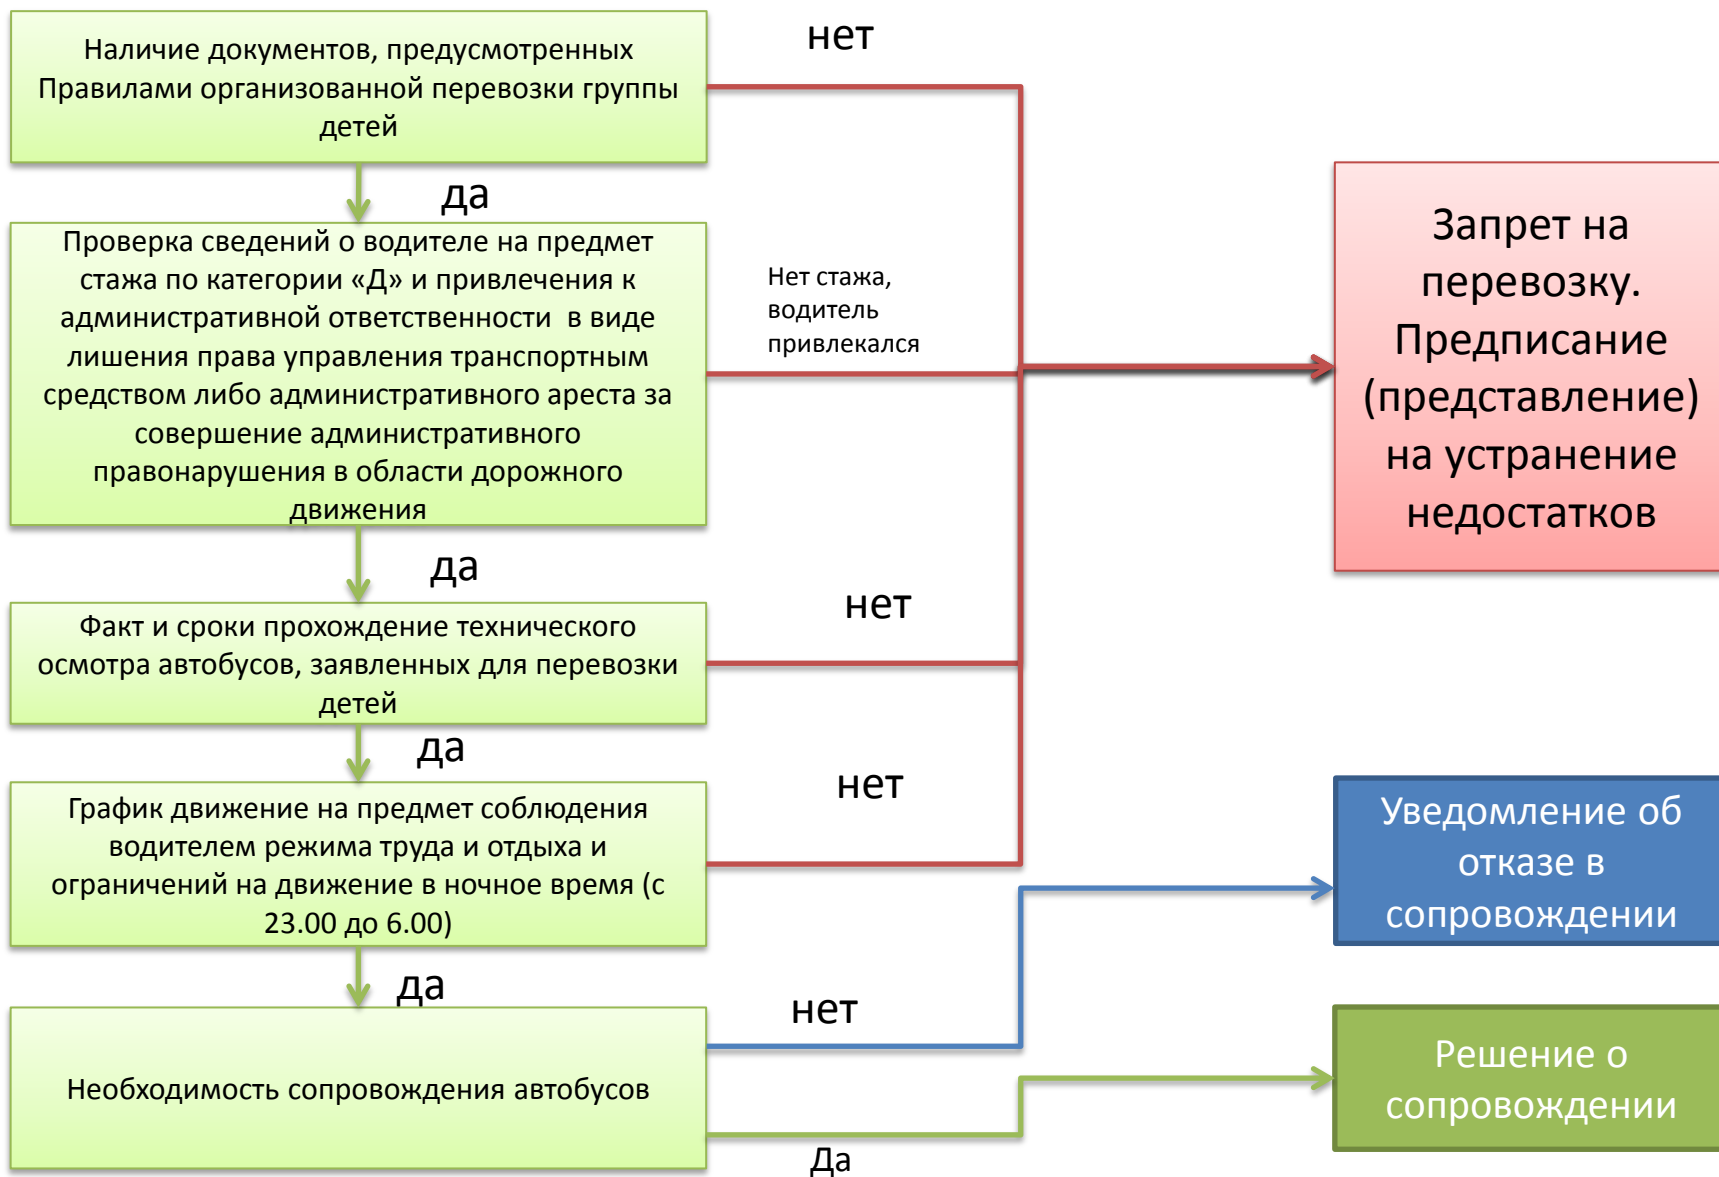 Наличие документов, предусмотренных
Правилами организованной перевозки группы
детей
нет
да
Проверка сведений о водителе на предмет
стажа по категории «Д» и привлечения к
административной ответственности в виде
лишения права управления транспортным
средством либо административного ареста за
совершение административного
правонарушения в области дорожного
движения
Нет стажа,
водитель
привлекался
Запрет на
перевозку.
Предписание
(представление)
на устранение
недостатков
да
Факт и сроки прохождение технического
осмотра автобусов, заявленных для перевозки
детей
нет
да
График движение на предмет соблюдения
водителем режима труда и отдыха и
ограничений на движение в ночное время (с
23.00 до 6.00)
нет
Уведомление об
отказе в
сопровождении
да
Необходимость сопровождения автобусов
нет
Да
Решение о
сопровождении